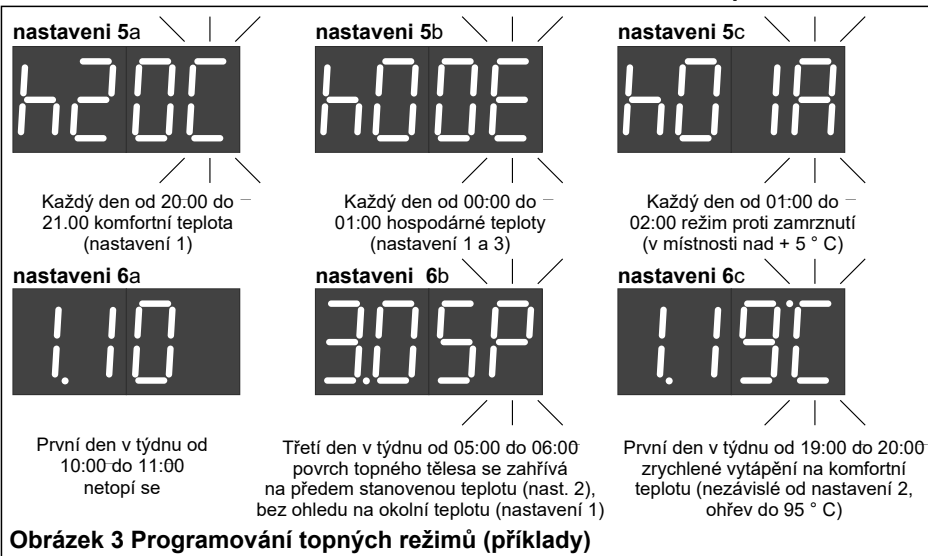 nastaveni 5a
nastaveni 5b
nastaveni 5c
h20C
h00E
h01A
Každý den od 20:00 do
21.00 komfortní teplota
(nastavení 1)
Každý den od 00:00 do
01:00 hospodárné teploty
(nastavení 1 a 3)
Každý den od 01:00 do
02:00 režim proti zamrznutí
(v místnosti nad + 5 ° C)
nastaveni 6a
nastaveni 6b
nastaveni 6c
1.10
3.05P
1.19C
První den v týdnu od
10:00 do 11:00
netopí se
Třetí den v týdnu od 05:00 do 06:00
povrch topného tělesa se zahřívá
na předem stanovenou teplotu (nast. 2),
bez ohledu na okolní teplotu (nastavení 1)
První den v týdnu od 19:00 do 20:00
zrychlené vytápění na komfortní
teplotu (nezávislé od nastavení 2,
ohřev do 95 ° C)
Obrázek 3 Programování topných režimů (příklady)